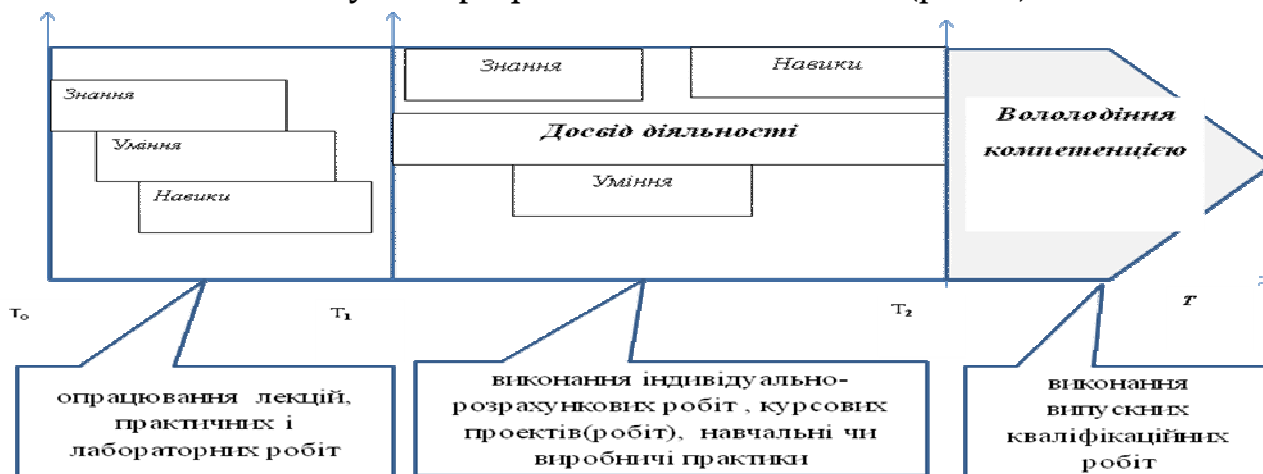 Знання
Уміння
Навики
Знання
Навики
Досвід діяльності
Уміння
Вололодіння
компетенцією
T₀
T₁
T₂
T
опрацювання лекцій,
практичних і
лабораторних робіт
виконання індивідуально-
розрахункових робіт , курсових
проектів(робіт), навчальні чи
виробничі практики
виконання
випускних
кваліфікаційних
робіт